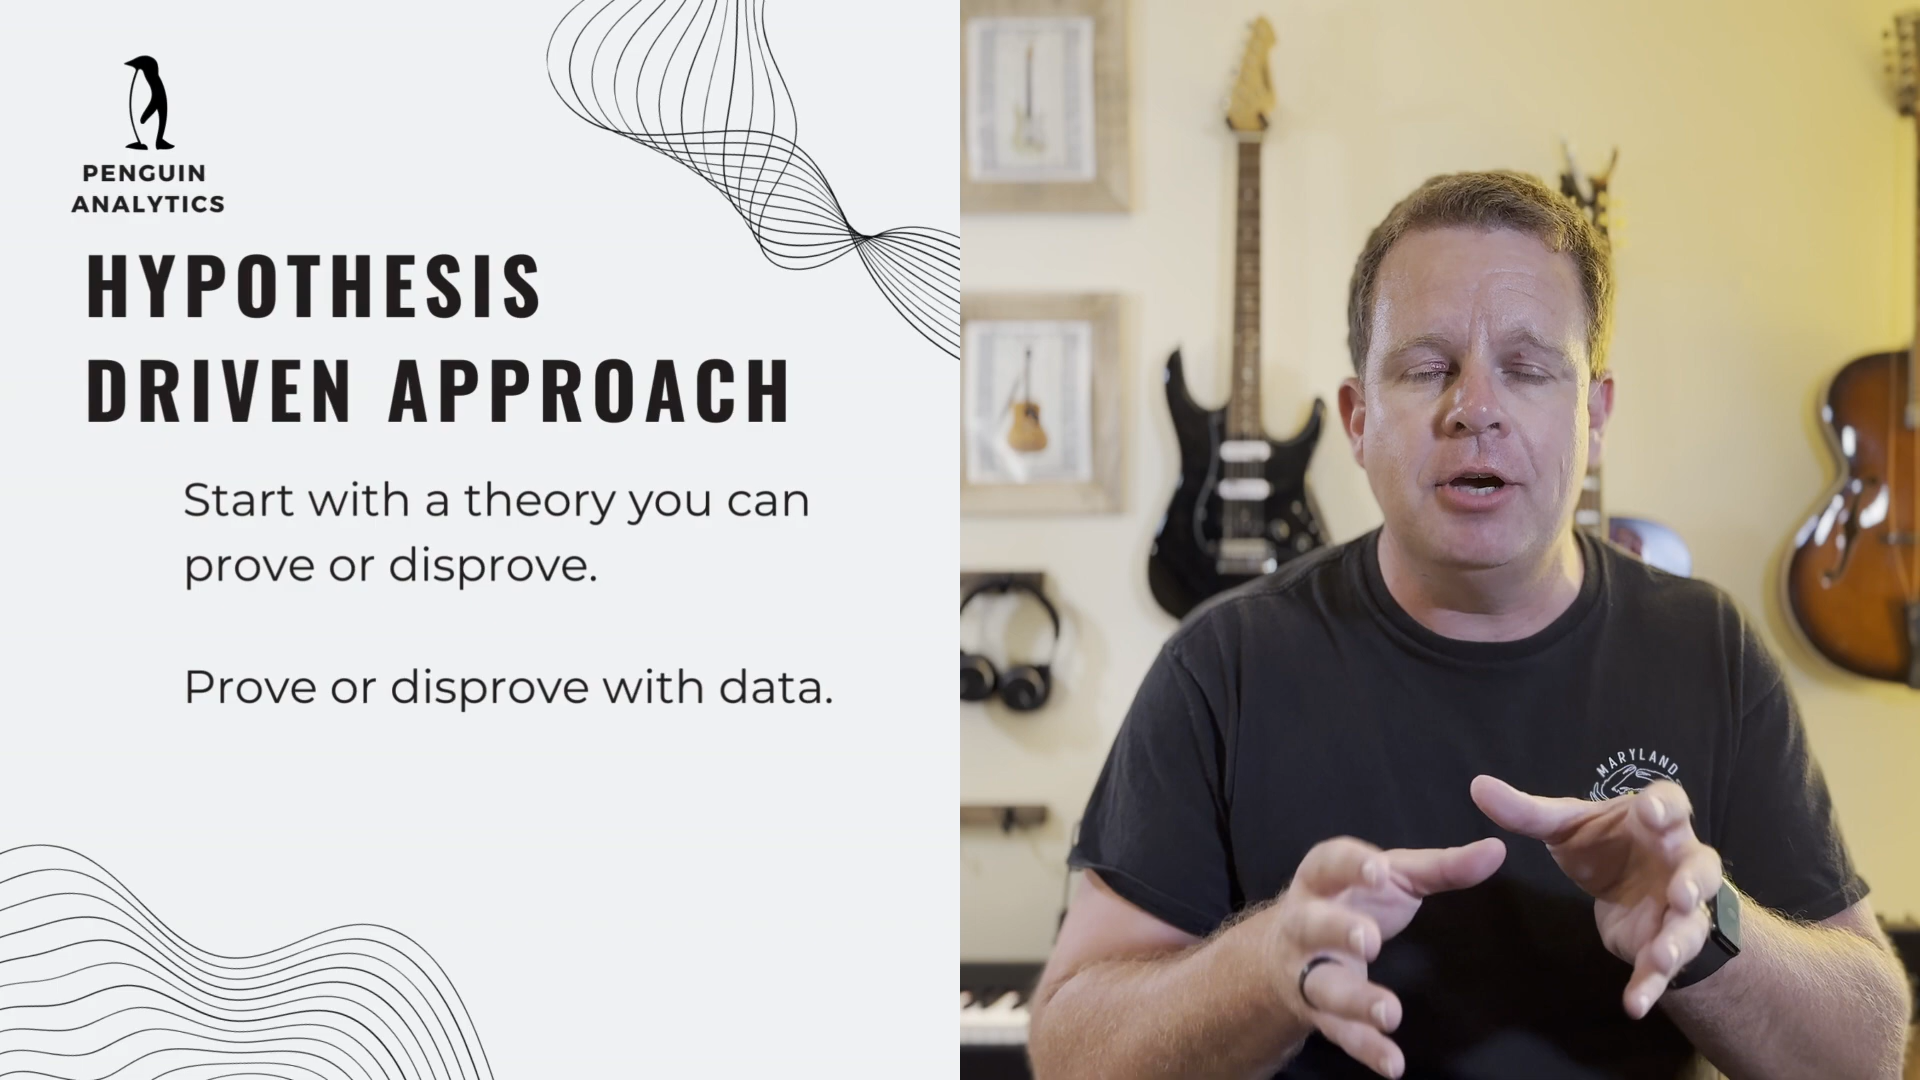 PENGUIN
ANALYTICS
HYPOTHESIS
DRIVEN APPROACH
Start with a theory you can
prove or disprove.
Prove or disprove with data.
MARYLAND